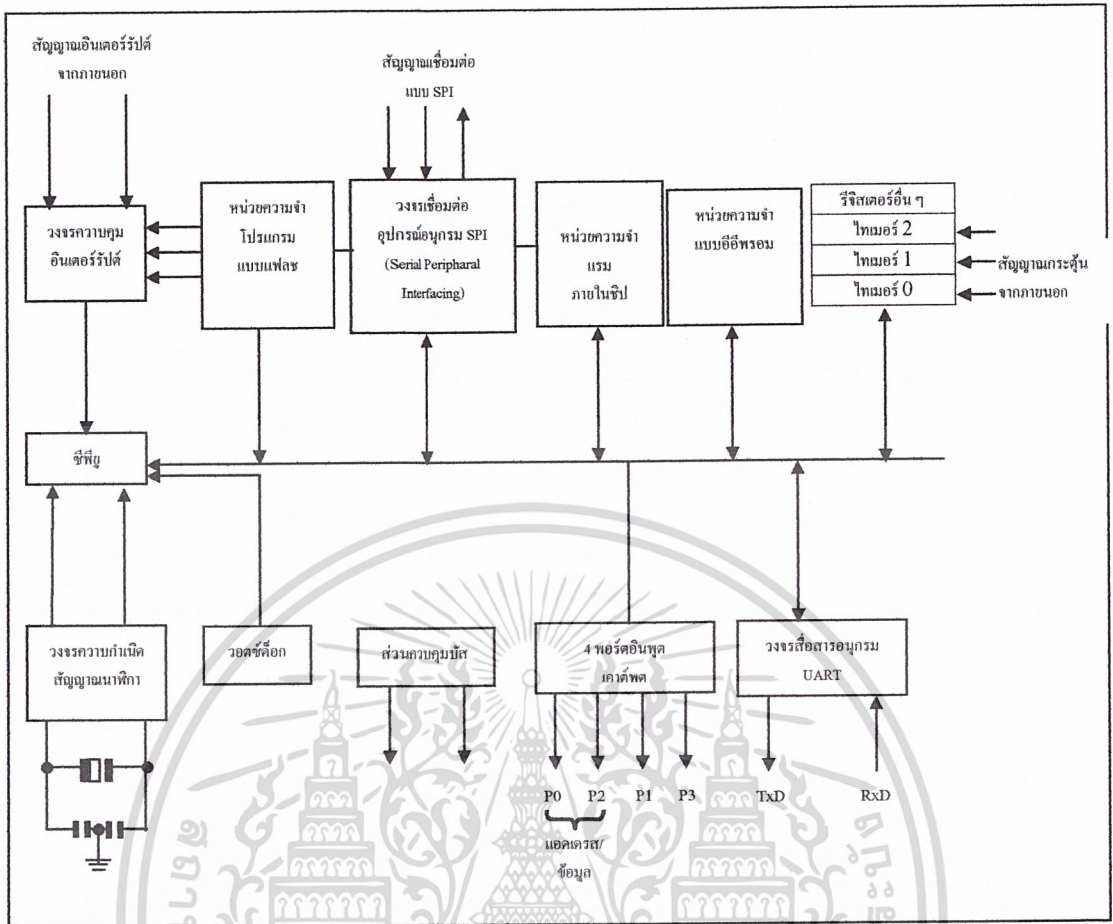 สัญญาณอินเตอร์รัปต์
จากภายนอก
สัญญาณเชื่อมต่อ
แบบ SPI
วงจรควาบคุม
อินเตอร์รัปต์
หน่วยความจำ
โปรแกรม
แบบแฟลช
วงจรเชื่อมต่อ
อุปกรณ์อนุกรม SPI
(Serial Peripharal
Interfacing)
หน่วยความจำ
แรม
ภายในชิป
หน่วยความจำ
แบบอีอีพรอม
รีจิสเตอร์อื่น ๆ
ไทเมอร์ 2
ไทเมอร์ 1
ไทเมอร์ 0
สัญญาณกระตุ้น
จากภายนอก
ซีพียู
วงจรควาบกำเนิด
สัญญาณนาฬิกา
วอตซ์ด็อก
ส่วนควบคุมบัส
4 พอร์ตอินพุต
เคาต์พต
วงจรสื่อสารอนุกรม
UART
P0
P2
P1
P3
TxD
RxD
แอดเดรส/
ข้อมูล